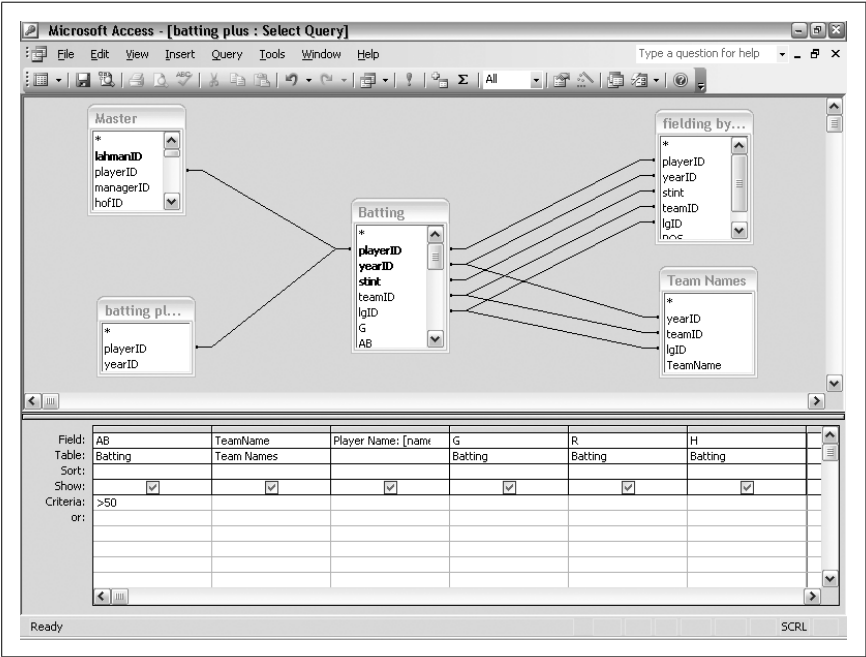 Microsoft Access - [batting plus : Select Query]
File Edit View Insert Query Tools Window Help Type a question for help
Σ All
Master
*
lahmanID
playerID
managerID
hofID
batting pl...
*
playerID
yearID
Batting
*
playerID
yearID
stint
teamID
lgID
G
AB
fielding by...
*
playerID
yearID
stint
teamID
lgID
POS
Team Names
*
yearID
teamID
lgID
TeamName
Field: AB TeamName Player Name: [name G R H
Table: Batting Team Names Batting Batting Batting
Sort:
Show:
Criteria: >50
or:
Ready SCRL